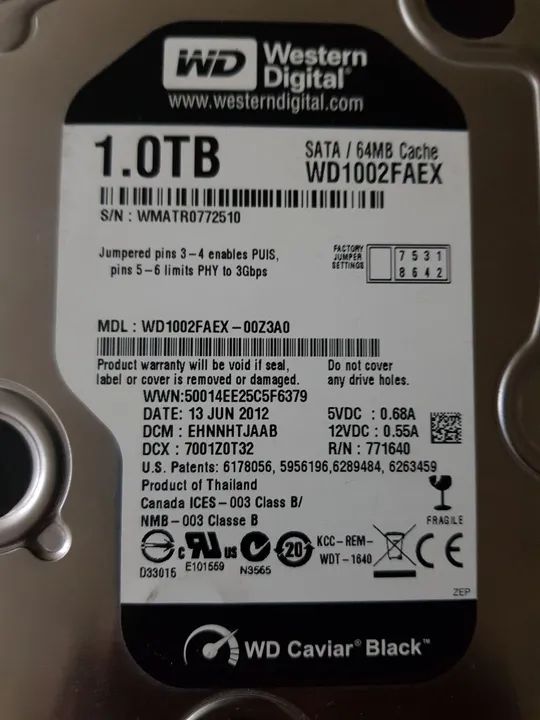 WD Western Digital®
www.westerndigital.com
1.0TB
SATA / 64MB Cache
WD1002FAEX
S/N : WMATR0772510
Jumpered pins 3-4 enables PUIS,
pins 5-6 limits PHY to 3Gbps
FACTORY JUMPER SETTINGS
7 5 3 1
8 6 4 2
MDL : WD1002FAEX-00Z3A0
Product warranty will be void if seal,
label or cover is removed or damaged.
Do not cover
any drive holes.
WWN:50014EE25C5F6379
DATE: 13 JUN 2012
DCM : EHNNHTJAAB
DCX : 7001Z0T32
5VDC : 0.68A
12VDC : 0.55A
R/N : 771640
U.S. Patents: 6178056, 5956196,6289484, 6263459
Product of Thailand
Canada ICES-003 Class B/
NMB-003 Classe B
FRAGILE
D33015
c RU us
E101559
N3565
20
KCC-REM-
WDT-1640
CE
ZEP
WD Caviar® Black™